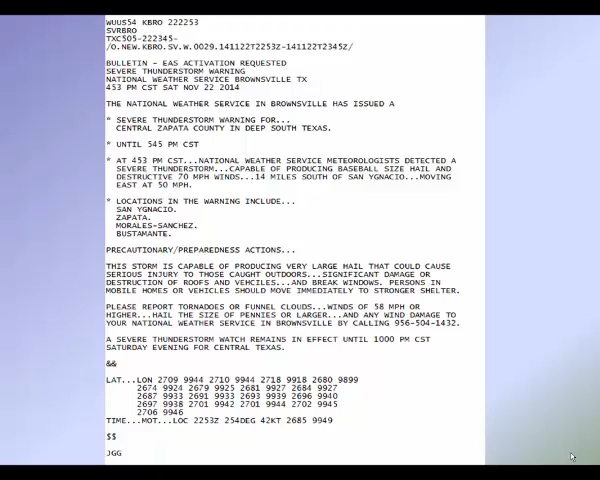 WUUS54 KBRO 222253
SVRBRO
TXC505-222345-
/O.NEW.KBRO.SV.W.0029.141122T2253Z-141122T2345Z/
BULLETIN - EAS ACTIVATION REQUESTED
SEVERE THUNDERSTORM WARNING
NATIONAL WEATHER SERVICE BROWNSVILLE TX
453 PM CST SAT NOV 22 2014
THE NATIONAL WEATHER SERVICE IN BROWNSVILLE HAS ISSUED A
* SEVERE THUNDERSTORM WARNING FOR...
CENTRAL ZAPATA COUNTY IN DEEP SOUTH TEXAS.
* UNTIL 545 PM CST
* AT 453 PM CST...NATIONAL WEATHER SERVICE METEOROLOGISTS DETECTED A
SEVERE THUNDERSTORM...CAPABLE OF PRODUCING BASEBALL SIZE HAIL AND
DESTRUCTIVE 70 MPH WINDS...14 MILES SOUTH OF SAN YGNACIO...MOVING
EAST AT 50 MPH.
* LOCATIONS IN THE WARNING INCLUDE...
SAN YGNACIO.
ZAPATA.
MORALES-SANCHEZ.
BUSTAMANTE.
PRECAUTIONARY/PREPAREDNESS ACTIONS...
THIS STORM IS CAPABLE OF PRODUCING VERY LARGE HAIL THAT COULD CAUSE
SERIOUS INJURY TO THOSE CAUGHT OUTDOORS...SIGNIFICANT DAMAGE OR
DESTRUCTION OF ROOFS AND VEHCILES...AND BREAK WINDOWS. PERSONS IN
MOBILE HOMES OR VEHICLES SHOULD MOVE IMMEDIATELY TO STRONGER SHELTER.
PLEASE REPORT TORNADOES OR FUNNEL CLOUDS...WINDS OF 58 MPH OR
HIGHER...HAIL THE SIZE OF PENNIES OR LARGER...AND ANY WIND DAMAGE TO
YOUR NATIONAL WEATHER SERVICE IN BROWNSVILLE BY CALLING 956-504-1432.
A SEVERE THUNDERSTORM WATCH REMAINS IN EFFECT UNTIL 1000 PM CST
SATURDAY EVENING FOR CENTRAL TEXAS.
&&
LAT...LON 2709 9944 2710 9944 2718 9918 2680 9899
2674 9924 2679 9925 2681 9927 2684 9927
2687 9933 2691 9933 2693 9939 2696 9940
2697 9938 2701 9942 2701 9944 2702 9945
2706 9946
TIME...MOT...LOC 2253Z 254DEG 42KT 2685 9949
$$
JGG